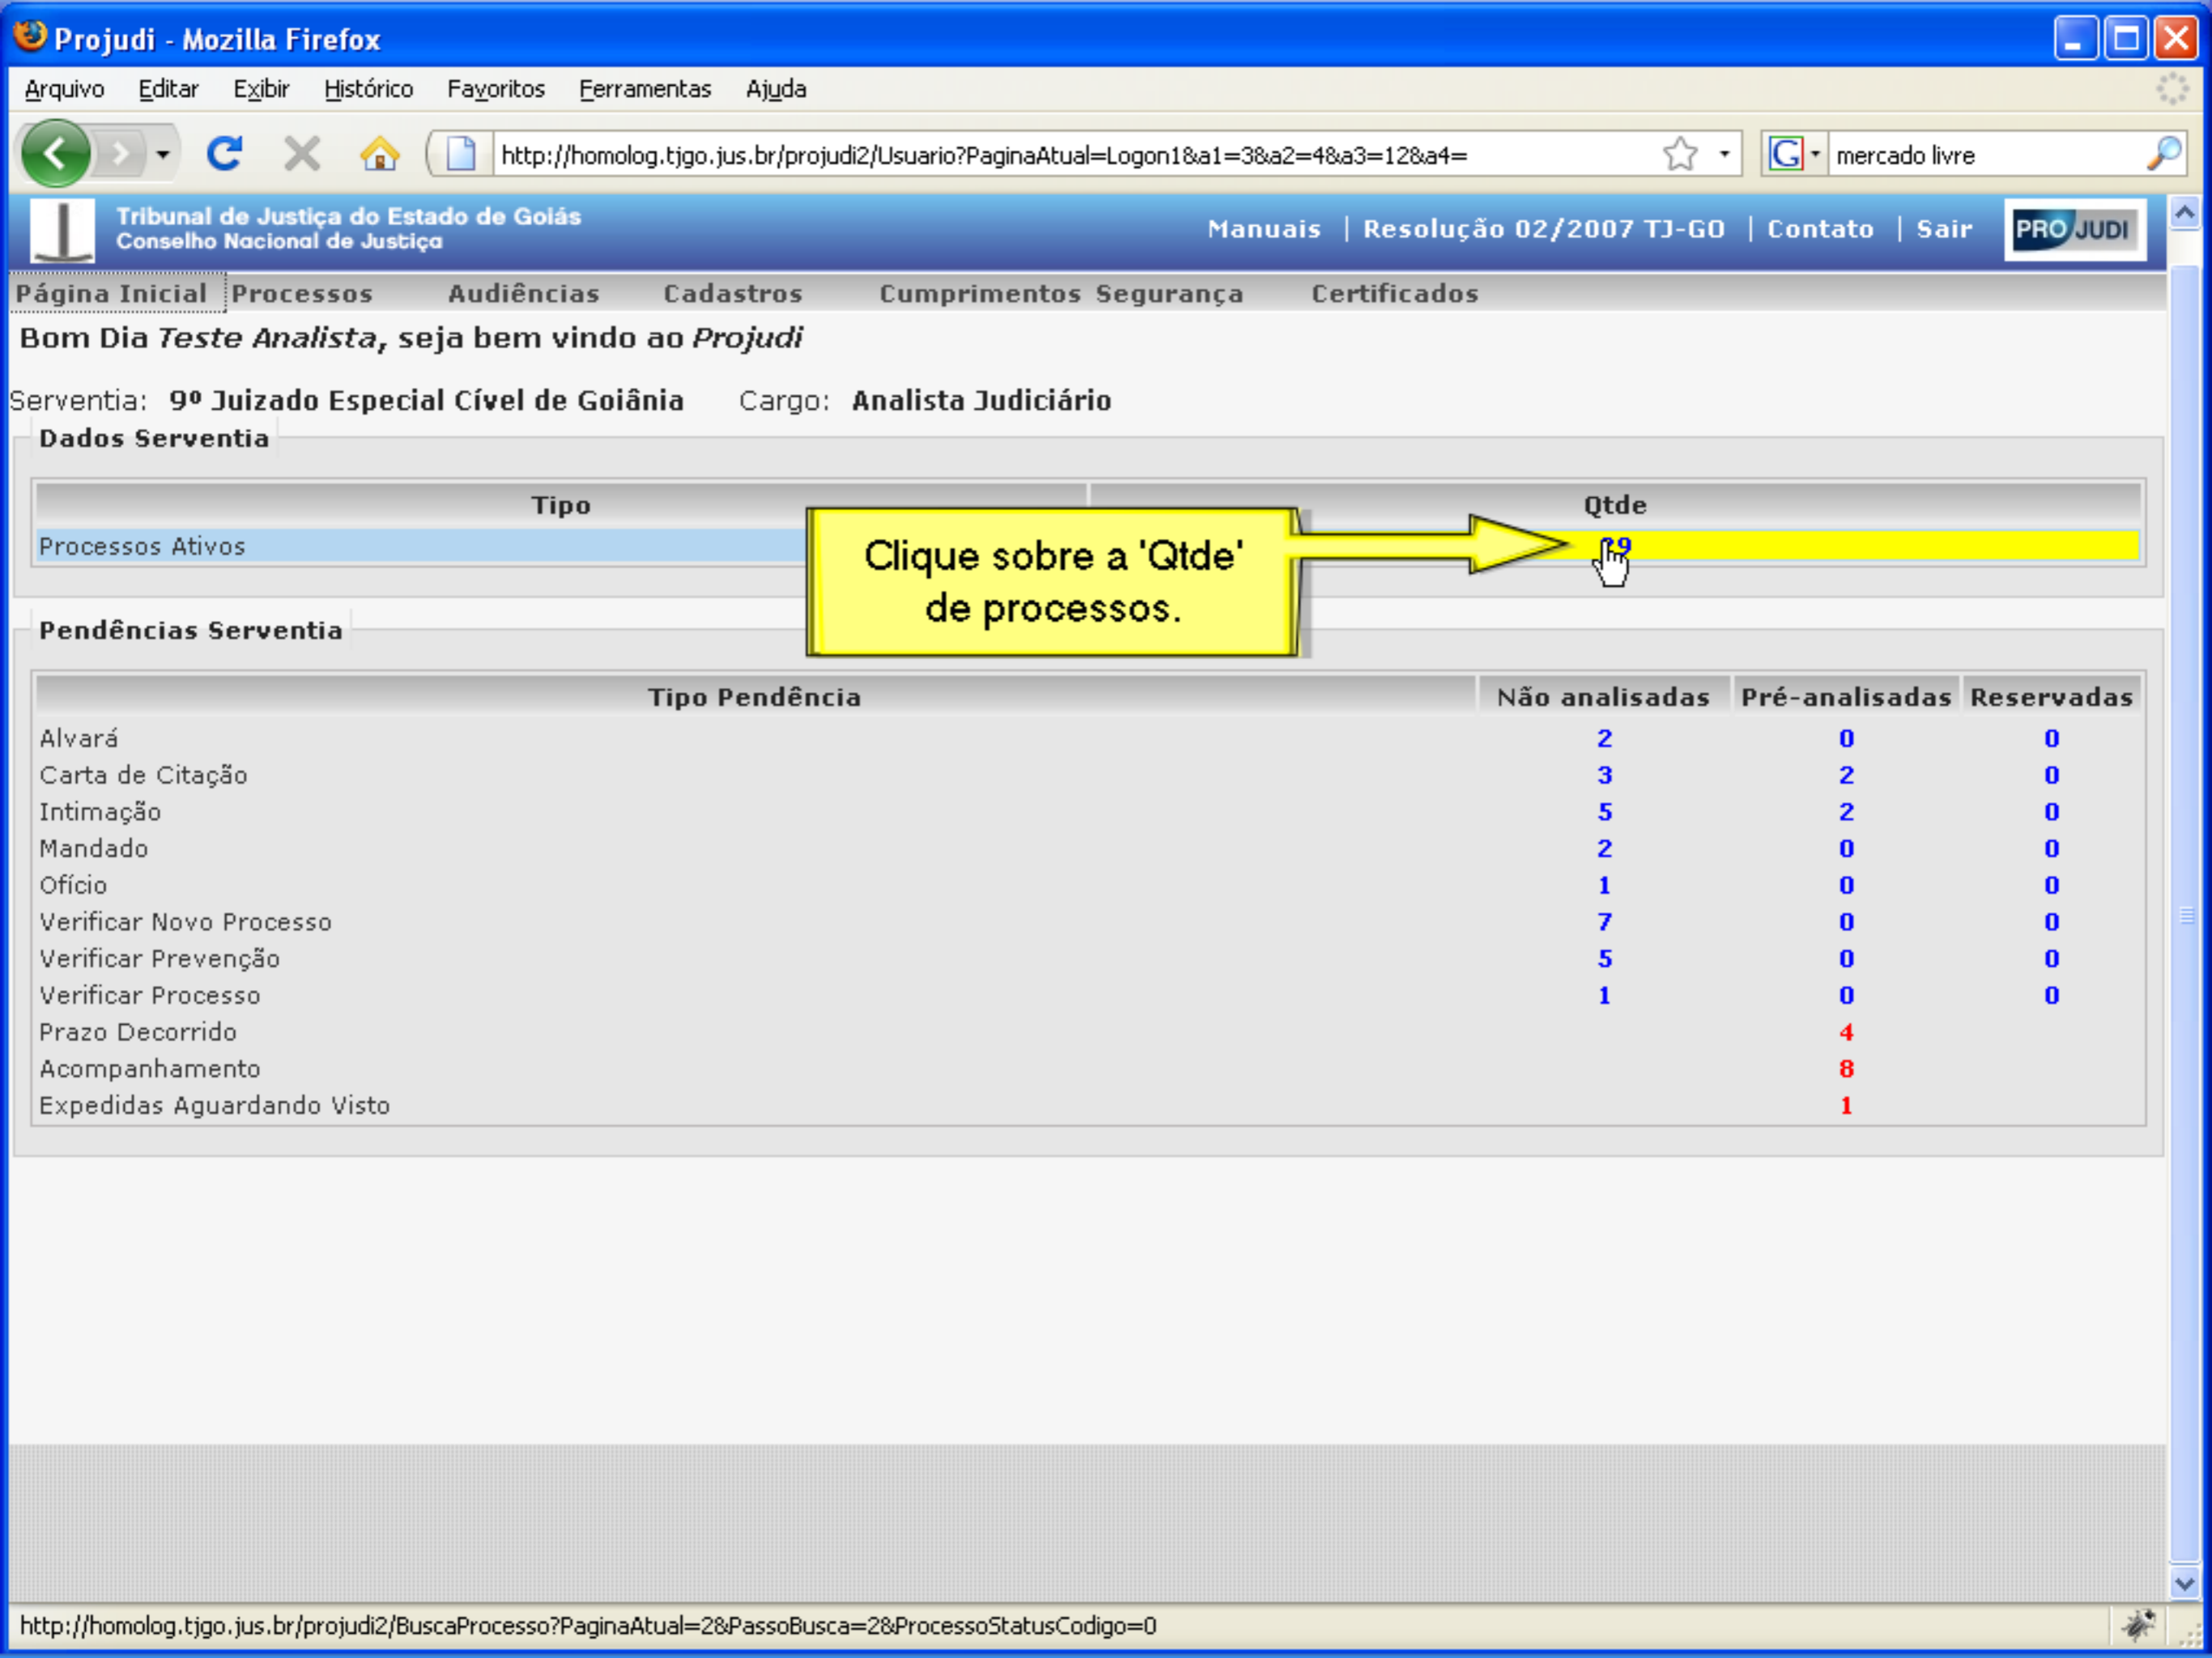 Projudi - Mozilla Firefox
Arquivo Editar Exibir Histórico Favoritos Ferramentas Ajuda
http://homolog.tjgo.jus.br/projudi2/Usuario?PaginaAtual=Logon1&a1=3&a2=4&a3=12&a4=
G mercado livre
Tribunal de Justiça do Estado de Goiás
Conselho Nacional de Justiça
Manuais | Resolução 02/2007 TJ-GO | Contato | Sair
PROJUDI
Página Inicial Processos Audiências Cadastros Cumprimentos Segurança Certificados
Bom Dia Teste Analista, seja bem vindo ao Projudi
Serventia: 9º Juizado Especial Cível de Goiânia Cargo: Analista Judiciário
Dados Serventia
Tipo Qtde
Processos Ativos
Clique sobre a 'Qtde'
de processos.
Pendências Serventia
Tipo Pendência Não analisadas Pré-analisadas Reservadas
Alvará 2 0 0
Carta de Citação 3 2 0
Intimação 5 2 0
Mandado 2 0 0
Ofício 1 0 0
Verificar Novo Processo 7 0 0
Verificar Prevenção 5 0 0
Verificar Processo 1 0 0
Prazo Decorrido 4
Acompanhamento 8
Expedidas Aguardando Visto 1
http://homolog.tjgo.jus.br/projudi2/BuscaProcesso?PaginaAtual=2&PassoBusca=2&ProcessoStatusCodigo=0